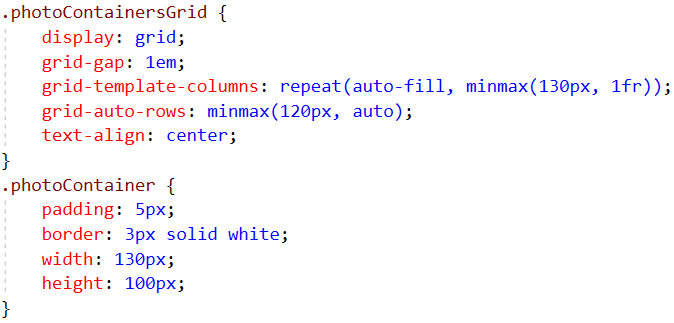 .photoContainersGrid {
    display: grid;
    grid-gap: 1em;
    grid-template-columns: repeat(auto-fill, minmax(130px, 1fr));
    grid-auto-rows: minmax(120px, auto);
    text-align: center;
}
.photoContainer {
    padding: 5px;
    border: 3px solid white;
    width: 130px;
    height: 100px;
}